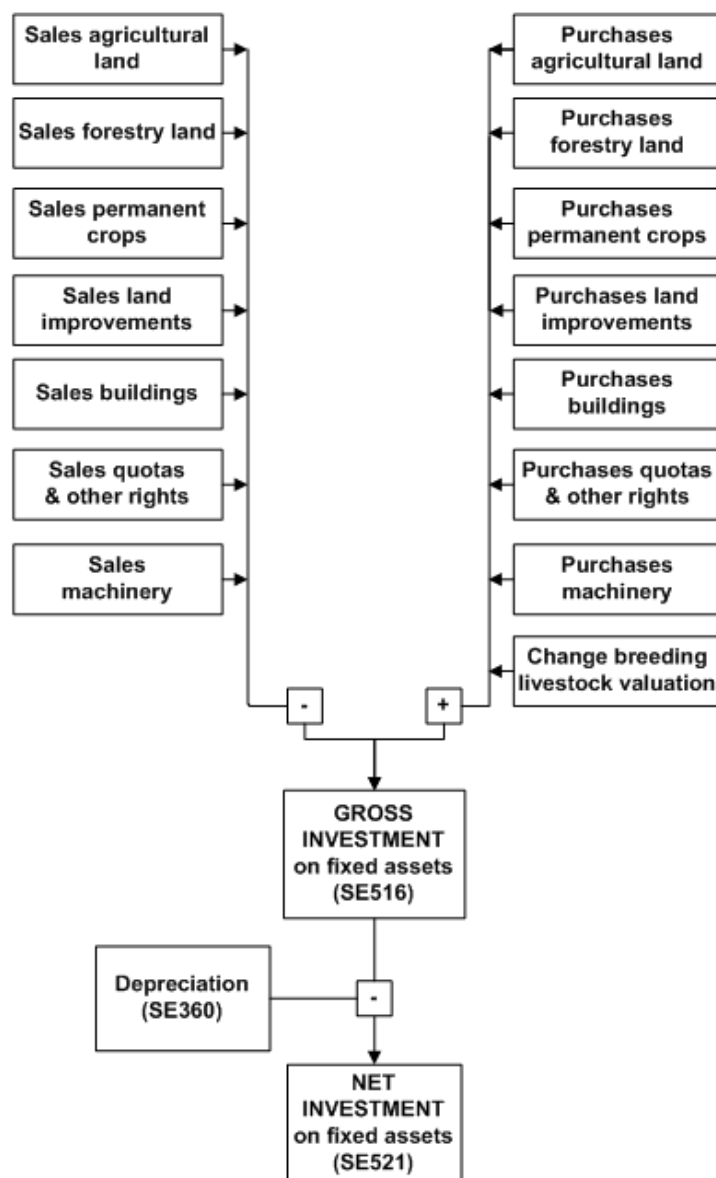 Sales agricultural
land
Purchases
agricultural land
Sales forestry land
Purchases
forestry land
Sales permanent
crops
Purchases
permanent crops
Sales land
improvements
Purchases land
improvements
Sales buildings
Purchases
buildings
Sales quotas
& other rights
Purchases quotas
& other rights
Sales
machinery
Purchases
machinery
Change breeding
livestock valuation
-
+
GROSS
INVESTMENT
on fixed assets
(SE516)
Depreciation
(SE360)
-
NET
INVESTMENT
on fixed assets
(SE521)